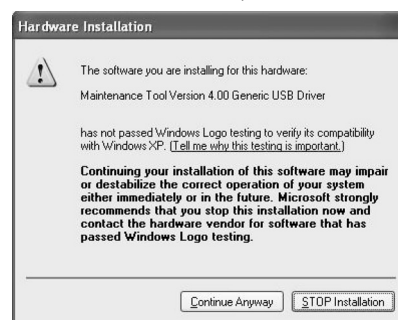 Hardware Installation
The software you are installing for this hardware:
Maintenance Tool Version 4.00 Generic USB Driver
has not passed Windows Logo testing to verify its compatibility
with Windows XP. (Tell me why this testing is important.)
Continuing your installation of this software may impair
or destabilize the correct operation of your system
either immediately or in the future. Microsoft strongly
recommends that you stop this installation now and
contact the hardware vendor for software that has
passed Windows Logo testing.
Continue Anyway STOP Installation